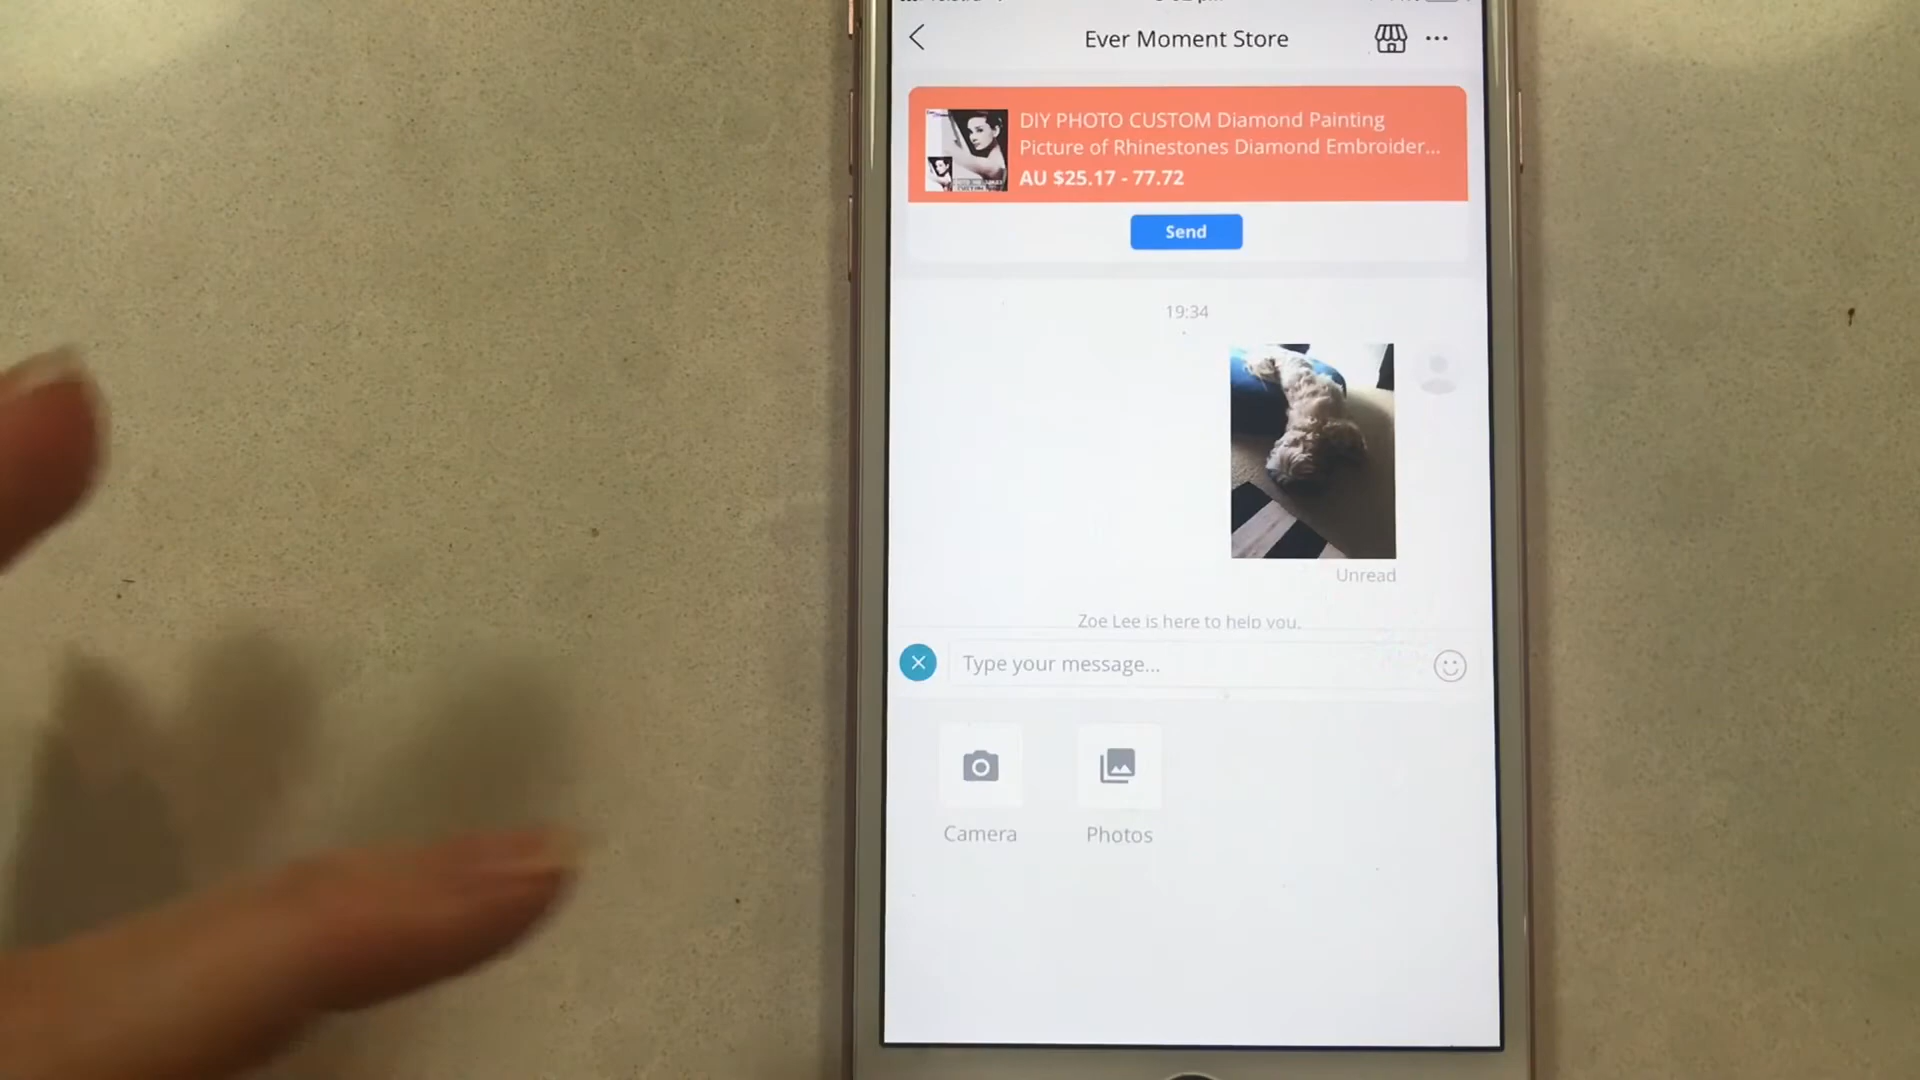 Ever Moment Store
DIY PHOTO CUSTOM Diamond Painting
Picture of Rhinestones Diamond Embroider...
AU $25.17 - 77.72
Send
19:34
Unread
Zoe Lee is here to help you.
Type your message...
Camera
Photos